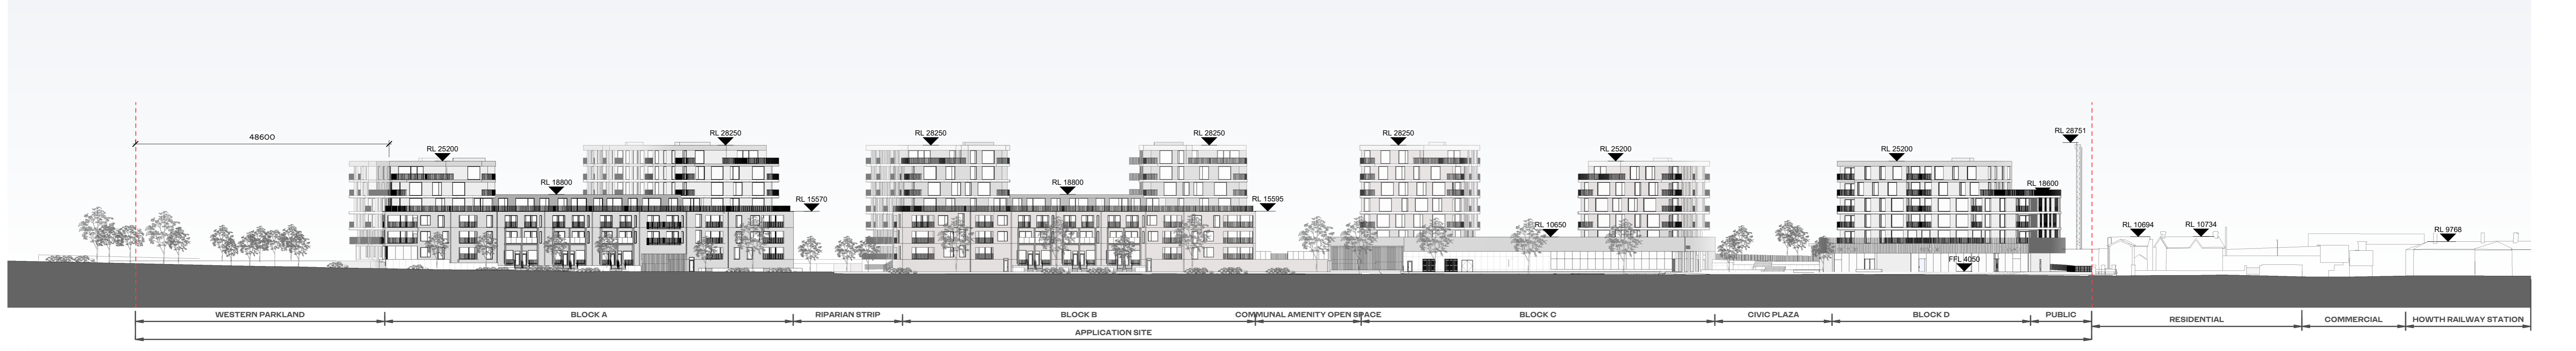 48600
RL 25200
RL 18800
RL 28250
RL 15570
RL 28250
RL 18800
RL 28250
RL 15595
RL 28250
RL 10650
RL 25200
RL 25200
FFL 4050
RL 18600
RL 28751
RL 10694
RL 10734
RL 9768
WESTERN PARKLAND
BLOCK A
RIPARIAN STRIP
BLOCK B
COMMUNAL AMENITY OPEN SPACE
BLOCK C
CIVIC PLAZA
BLOCK D
PUBLIC
RESIDENTIAL
COMMERCIAL
HOWTH RAILWAY STATION
APPLICATION SITE